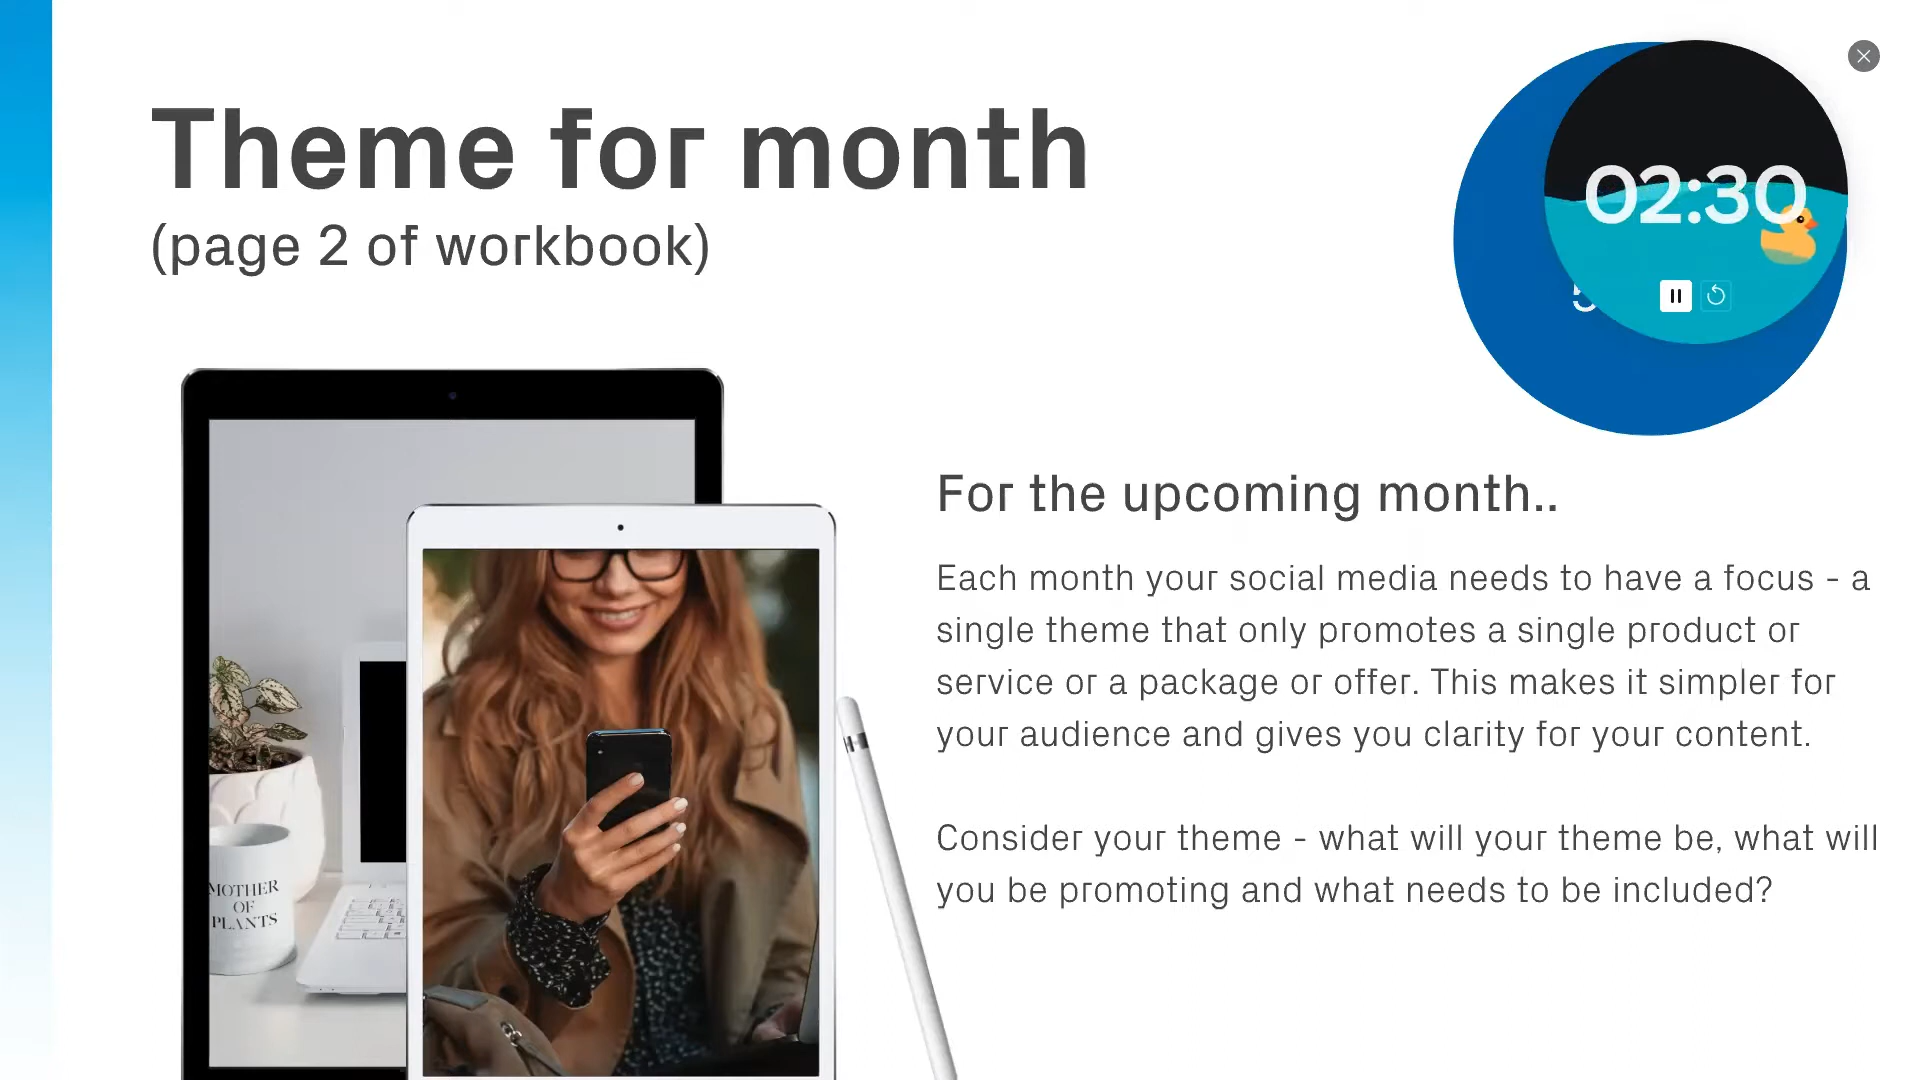 Theme for month
(page 2 of workbook)
02:30
5
For the upcoming month..
Each month your social media needs to have a focus - a
single theme that only promotes a single product or
service or a package or offer. This makes it simpler for
your audience and gives you clarity for your content.
Consider your theme - what will your theme be, what will
you be promoting and what needs to be included?
MOTHER
OF
PLANTS